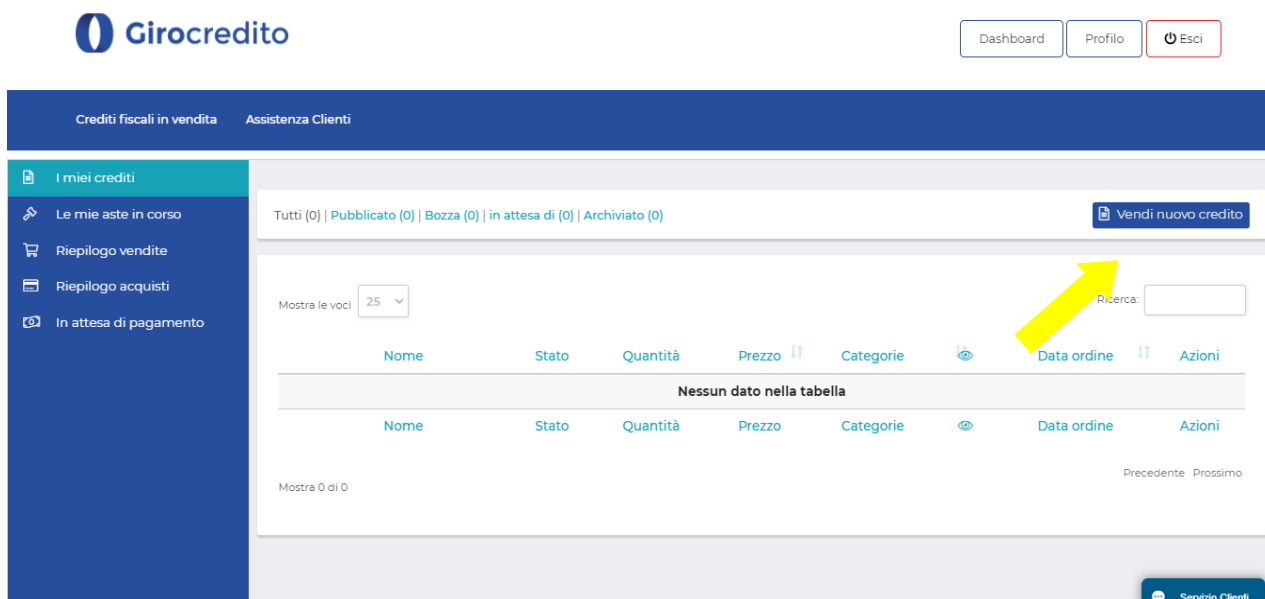 Girocredito
Dashboard Profilo Esci
Crediti fiscali in vendita Assistenza Clienti
I miei crediti
Le mie aste in corso
Riepilogo vendite
Riepilogo acquisti
In attesa di pagamento
Tutti (0) | Pubblicato (0) | Bozza (0) | in attesa di (0) | Archiviato (0)
Vendi nuovo credito
Mostra le voci 25
Ricerca:
Nome Stato Quantità Prezzo Categorie Data ordine Azioni
Nessun dato nella tabella
Nome Stato Quantità Prezzo Categorie Data ordine Azioni
Precedente Prossimo
Mostra 0 di 0
Servizio Clienti